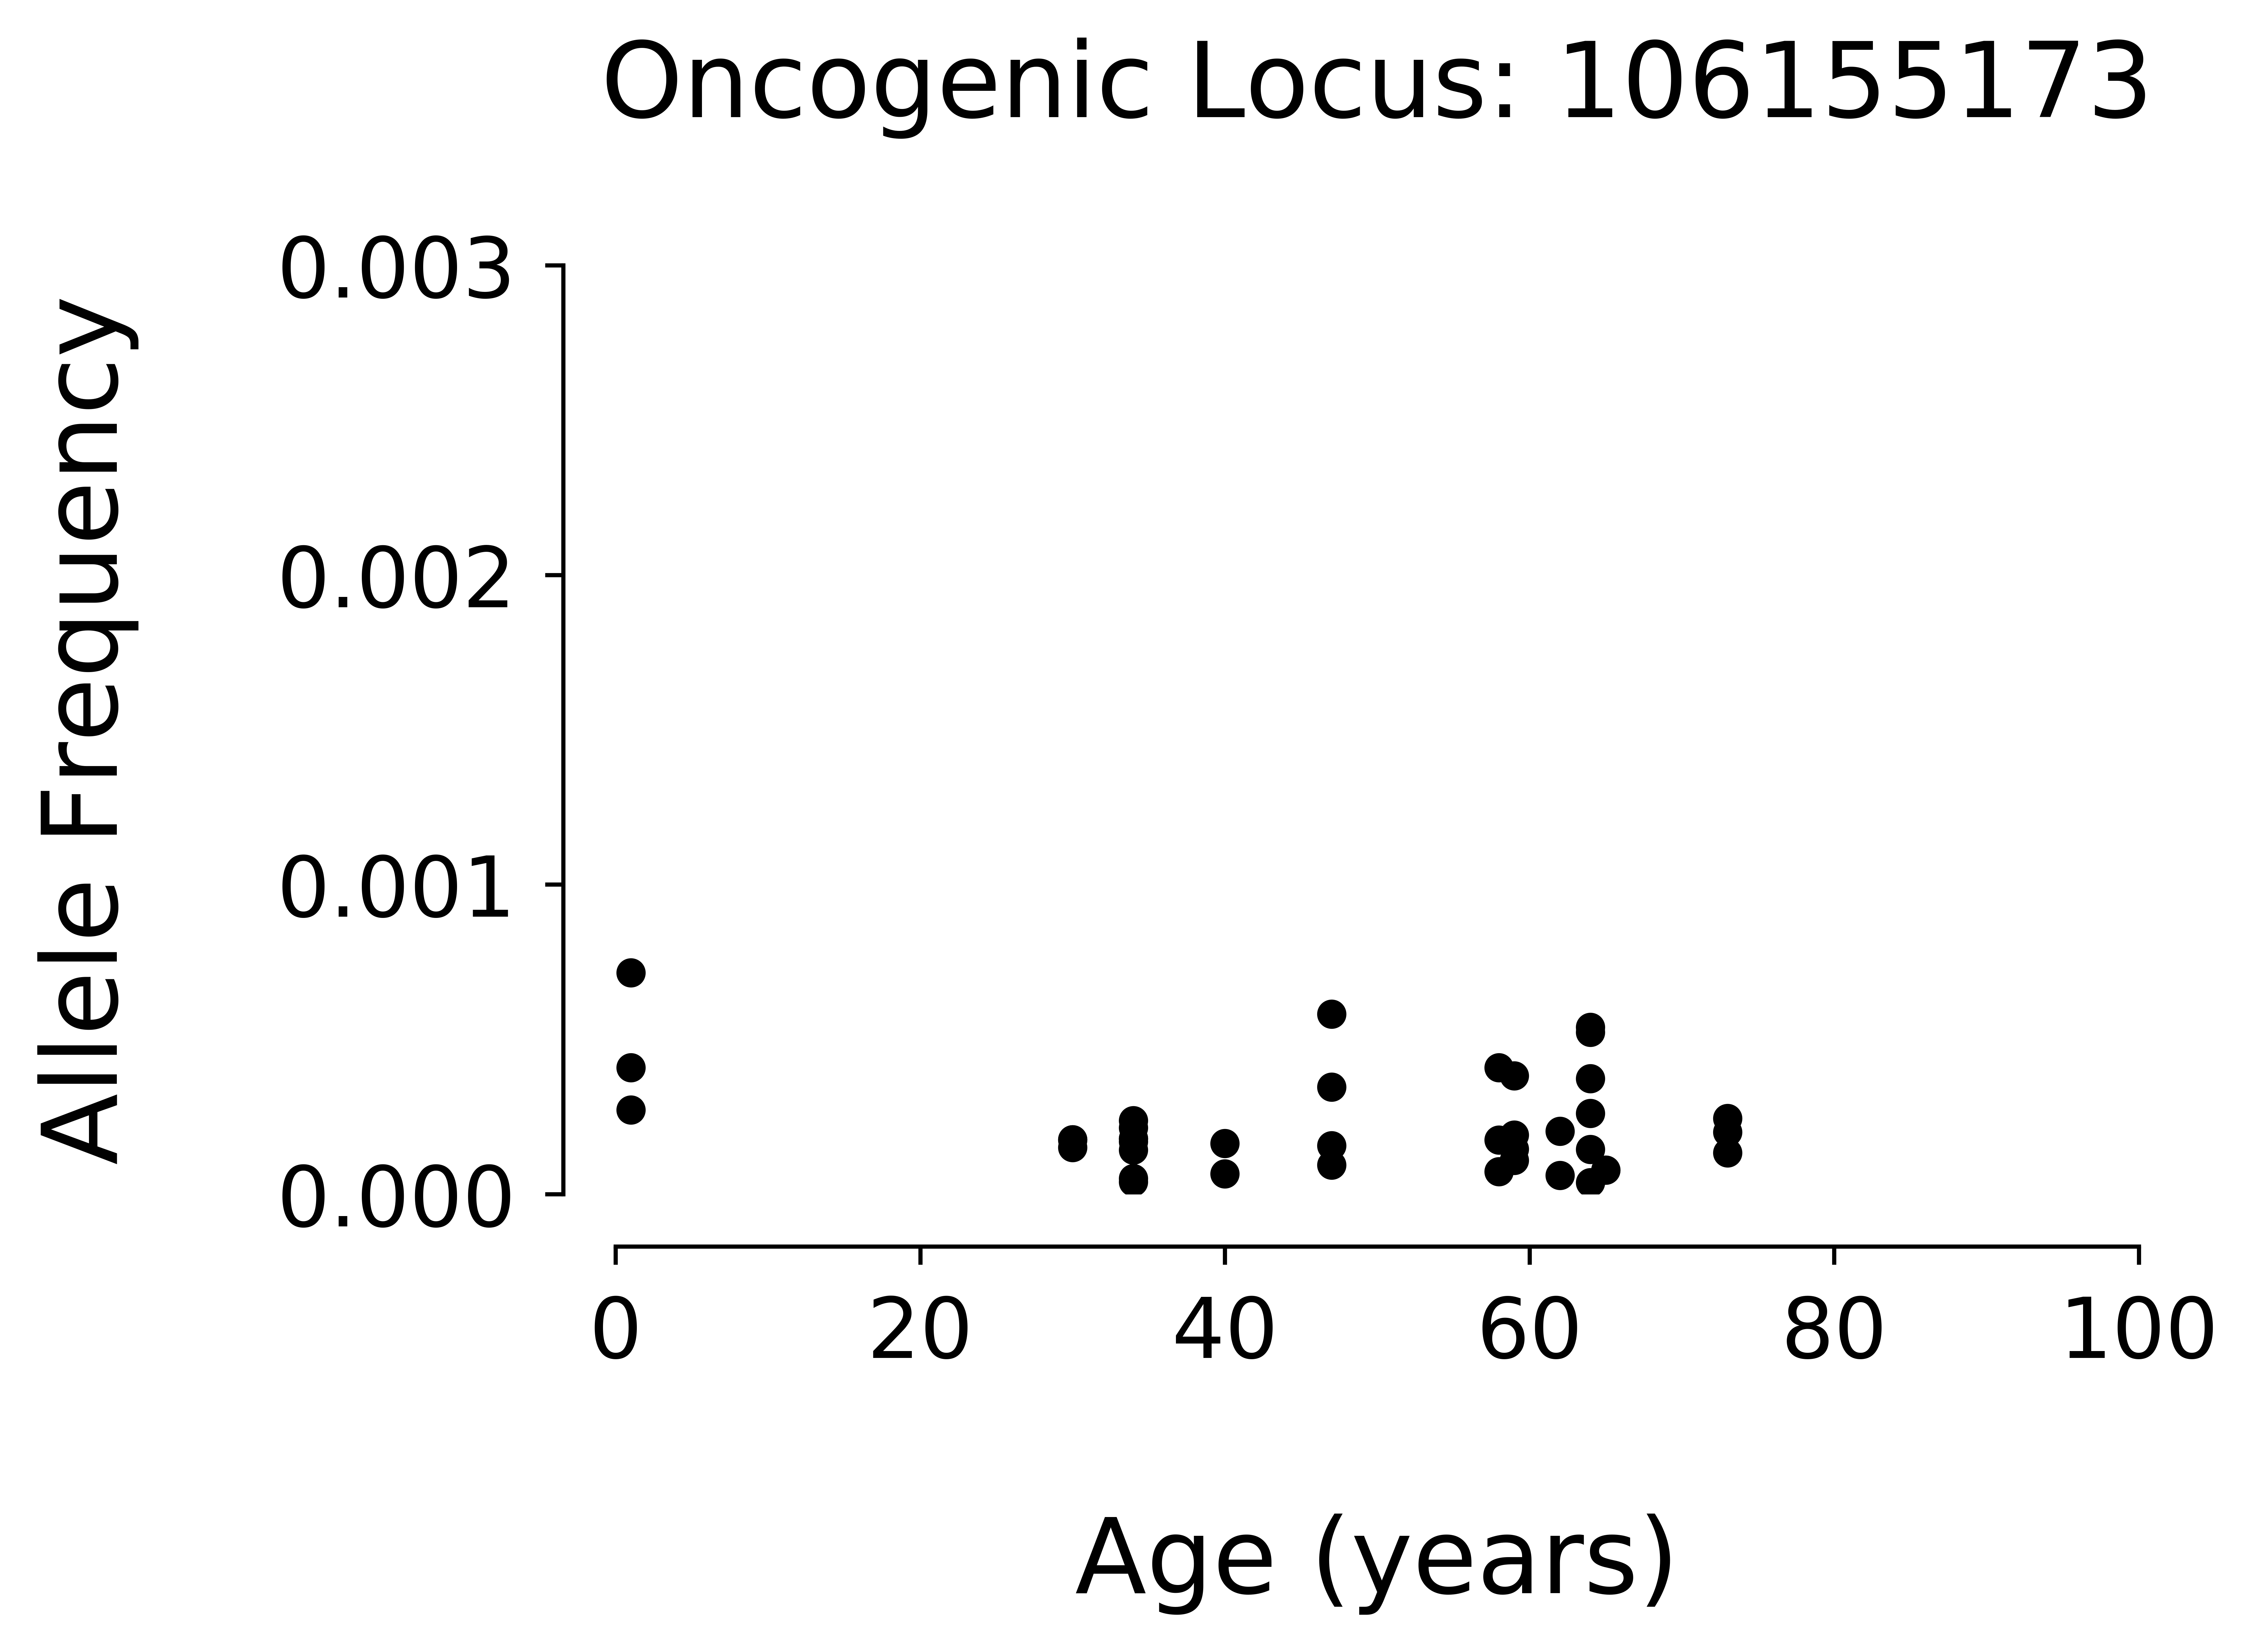 Oncogenic Locus: 106155173
Allele Frequency
0.003
0.002
0.001
0.000
0 20 40 60 80 100
Age (years)